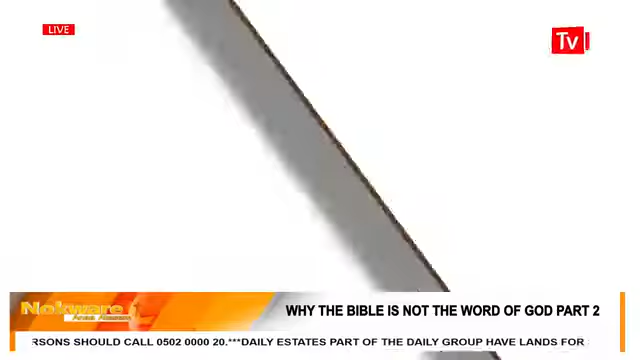 LIVE
Tv
Nokware
WHY THE BIBLE IS NOT THE WORD OF GOD PART 2
RSONS SHOULD CALL 0502 0000 20.***DAILY ESTATES PART OF THE DAILY GROUP HAVE LANDS FOR